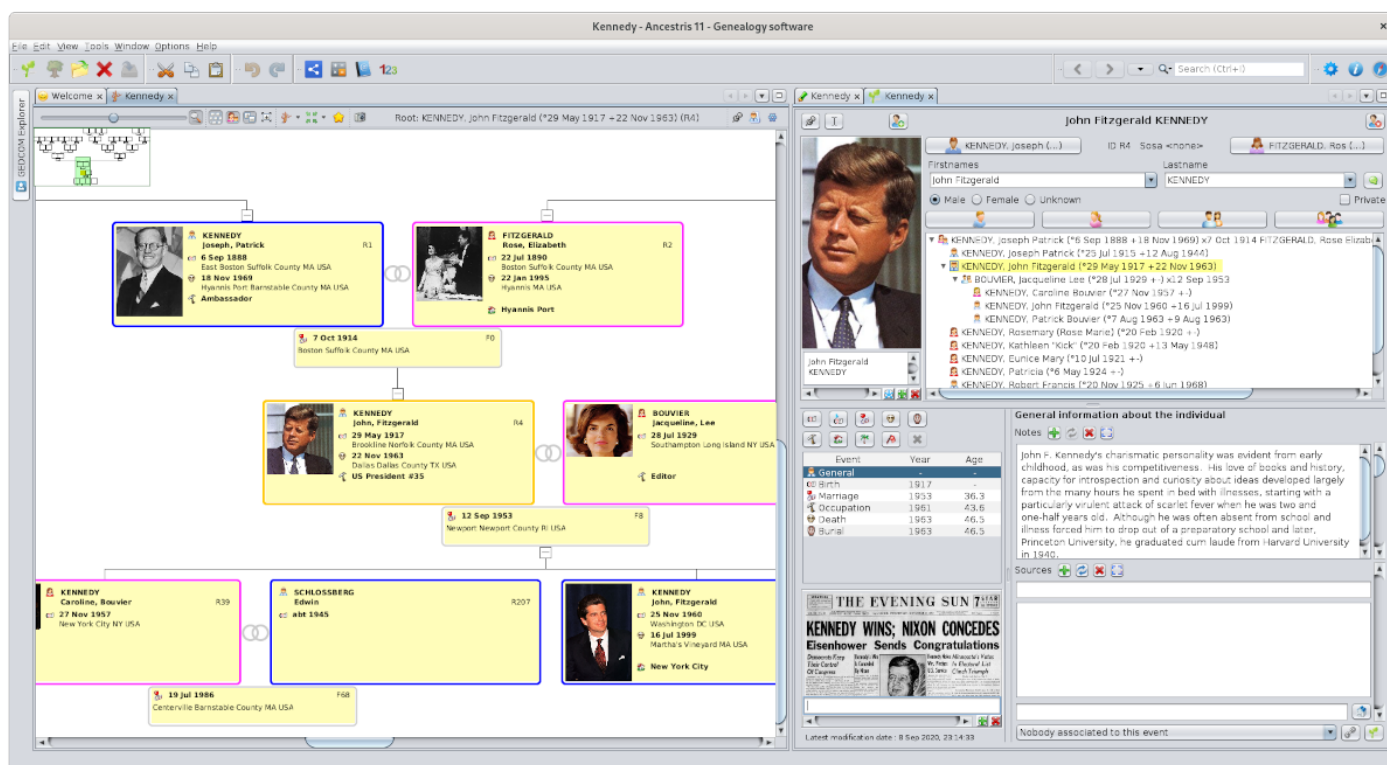 Kennedy - Ancestris 11 - Genealogy software
File Edit View Tools Window Options Help
123
Search (Ctrl+I)
GEDCOM Explorer
Welcome
Kennedy
Root: KENNEDY, John Fitzgerald (*29 May 1917 +22 Nov 1963) (R4)
KENNEDY
Joseph, Patrick R1
6 Sep 1888
East Boston Suffolk County MA USA
18 Nov 1969
Hyannis Port Barnstable County MA USA
Ambassador
FITZGERALD
Rose, Elizabeth R2
22 Jul 1890
Boston Suffolk County MA USA
22 Jan 1995
Hyannis Port County MA USA
Hyannis Port
7 Oct 1914 F0
Boston Suffolk County MA USA
KENNEDY
John, Fitzgerald R4
29 May 1917
Brookline Norfolk County MA USA
22 Nov 1963
Dallas Dallas County TX USA
US President #35
BOUVIER
Jacqueline, Lee
28 Jul 1929
Southampton Long Island NY USA
Editor
12 Sep 1953 F8
Newport Newport County RI USA
KENNEDY
Caroline, Bouvier R39
27 Nov 1957
New York City NY USA
SCHLOSSBERG
Edwin R207
abt 1945
KENNEDY
John, Fitzgerald
25 Nov 1960
Washington DC USA
16 Jul 1999
Martha's Vineyard MA USA
New York City
19 Jul 1986 F68
Centerville Barnstable County MA USA
Kennedy
Kennedy
John Fitzgerald KENNEDY
KENNEDY, Joseph (...) ID R4 Sosa <none> FITZGERALD, Ros (...)
Firstnames Lastname
John Fitzgerald KENNEDY
Male Female Unknown Private
KENNEDY, Joseph Patrick (*6 Sep 1888 +18 Nov 1969) x7 Oct 1914 FITZGERALD, Rose Elizab
KENNEDY, Joseph Patrick (*25 Jul 1915 +12 Aug 1944)
KENNEDY, John Fitzgerald (*29 May 1917 +22 Nov 1963)
BOUVIER, Jacqueline Lee (*28 Jul 1929 +-) x12 Sep 1953
KENNEDY, Caroline Bouvier (*27 Nov 1957 +-)
KENNEDY, John Fitzgerald (*25 Nov 1960 +16 Jul 1999)
KENNEDY, Patrick Bouvier (*7 Aug 1963 +9 Aug 1963)
KENNEDY, Rosemary (Rose Marie) (*20 Feb 1920 +-)
KENNEDY, Kathleen "Kick" (*20 Feb 1920 +13 May 1948)
KENNEDY, Eunice Mary (*10 Jul 1921 +-)
KENNEDY, Patricia (*6 May 1924 +-)
KENNEDY, Robert Francis (*20 Nov 1925 +6 Jun 1968)
John Fitzgerald
KENNEDY
Event Year Age
General - -
Birth 1917 -
Marriage 1953 36.3
Occupation 1961 43.6
Death 1963 46.5
Burial 1963 46.5
THE EVENING SUN 7 STAR
KENNEDY WINS; NIXON CONCEDES
Eisenhower Sends Congratulations
Democrats Keep
Their Control
Of Congress
Latest modification date : 8 Sep 2020, 23:14:33
General information about the individual
Notes
John F. Kennedy's charismatic personality was evident from early
childhood, as was his competitiveness. His love of books and history,
capacity for introspection and curiosity about ideas developed largely
from the many hours he spent in bed with illnesses, starting with a
particularly virulent attack of scarlet fever when he was two and
one-half years old. Although he was often absent from school and
illness forced him to drop out of a preparatory school and later,
Princeton University, he graduated cum laude from Harvard University
in 1940.
Sources
Nobody associated to this event